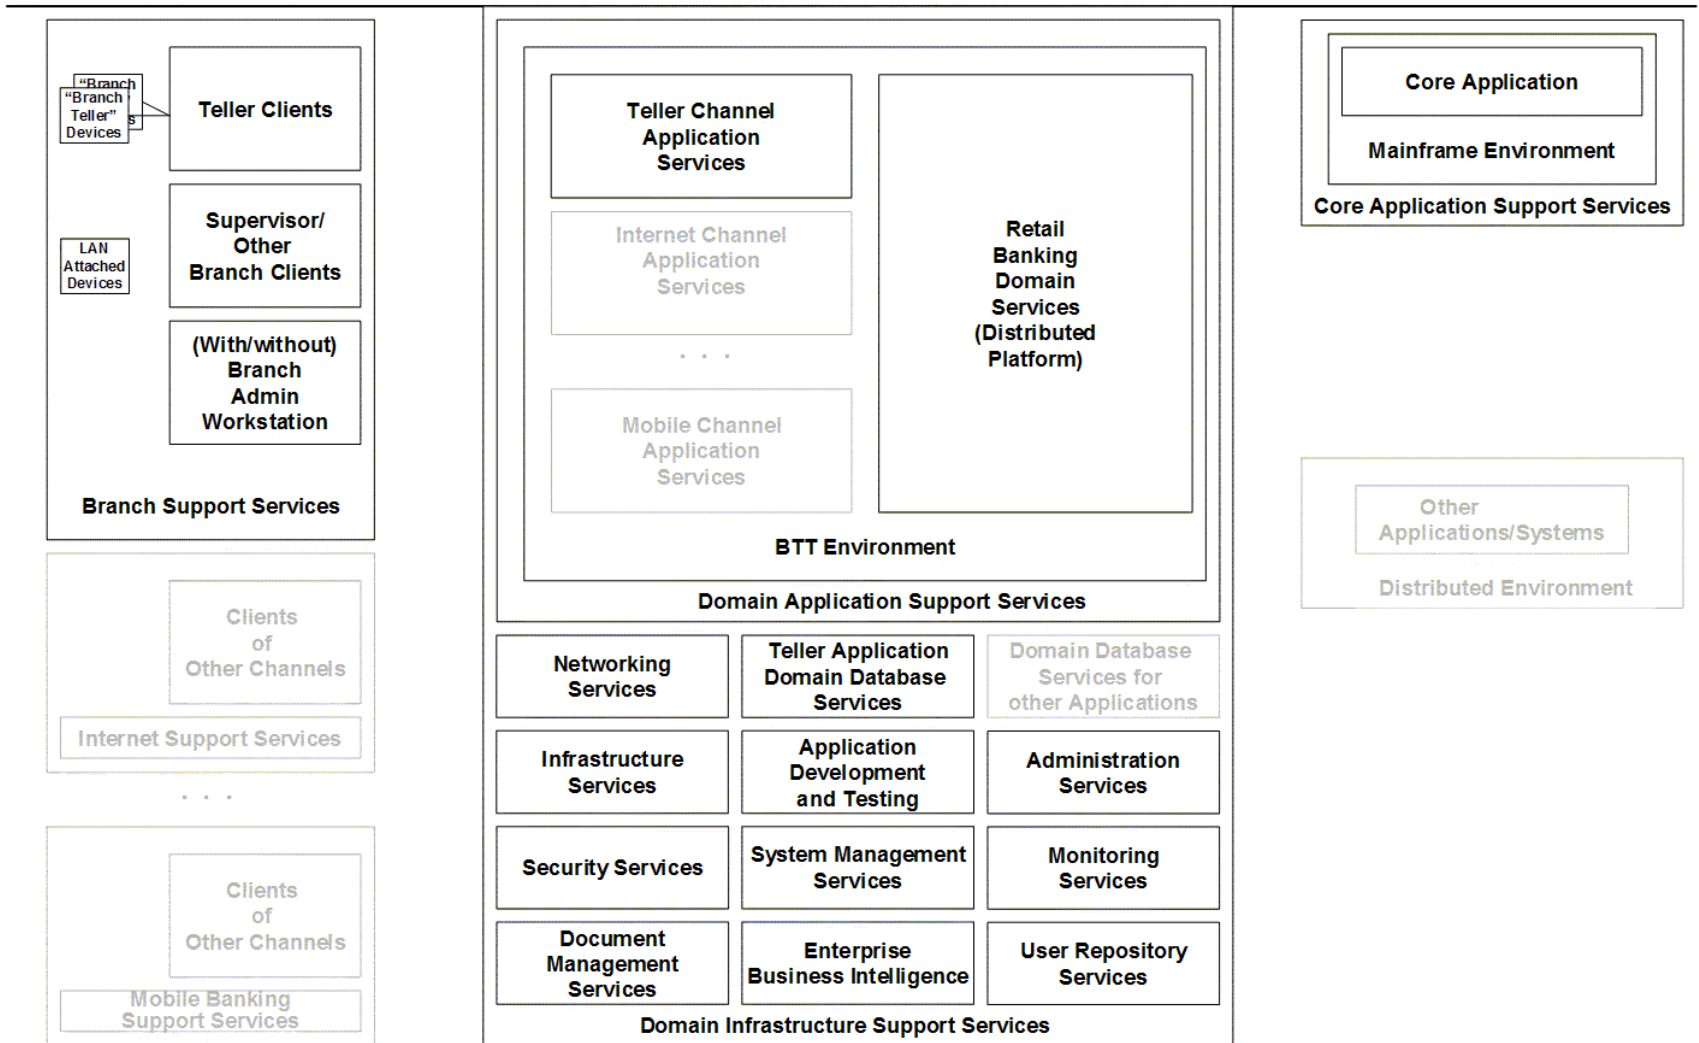 “Branch
s
“Branch
Teller”
Devices
Teller Clients
LAN
Attached
Devices
Supervisor/
Other
Branch Clients
(With/without)
Branch
Admin
Workstation
Branch Support Services
Clients
of
Other Channels
Internet Support Services
. . .
Clients
of
Other Channels
Mobile Banking
Support Services
Teller Channel
Application
Services
Internet Channel
Application
Services
. . .
Mobile Channel
Application
Services
Retail
Banking
Domain
Services
(Distributed
Platform)
BTT Environment
Domain Application Support Services
Networking
Services
Teller Application
Domain Database
Services
Domain Database
Services for
other Applications
Infrastructure
Services
Application
Development
and Testing
Administration
Services
Security Services
System Management
Services
Monitoring
Services
Document
Management
Services
Enterprise
Business Intelligence
User Repository
Services
Domain Infrastructure Support Services
Core Application
Mainframe Environment
Core Application Support Services
Other
Applications/Systems
Distributed Environment